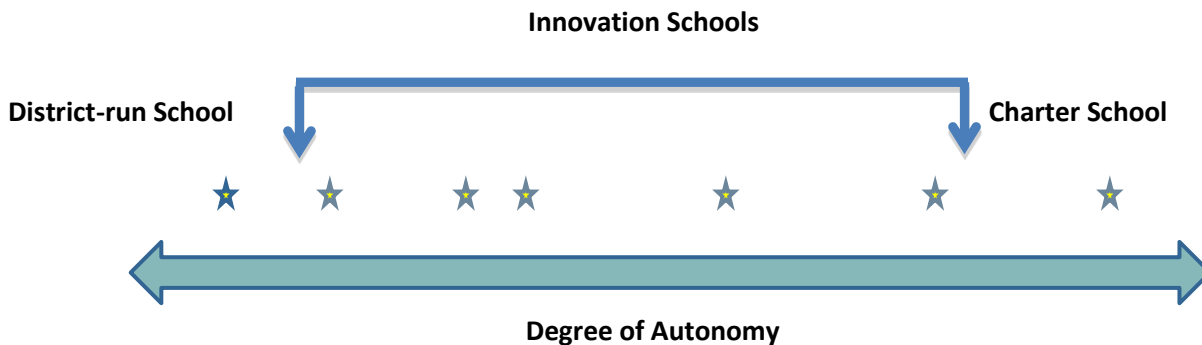 Innovation Schools
District-run School
Charter School
Degree of Autonomy